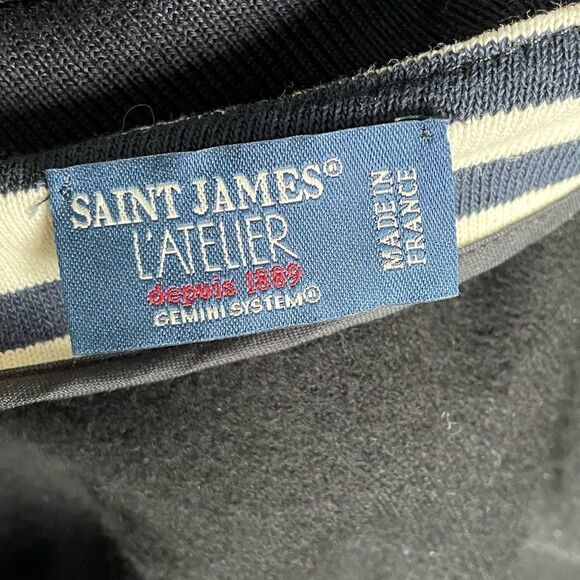 SAINT JAMES®
L'ATELIER
depuis 1889
GEMINI SYSTEM®
MADE IN
FRANCE